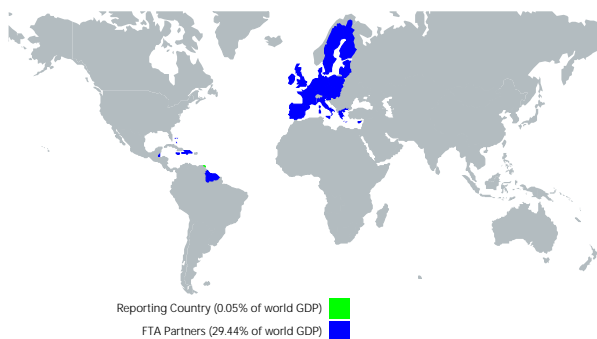 Reporting Country (0.05% of world GDP)
FTA Partners (29.44% of world GDP)